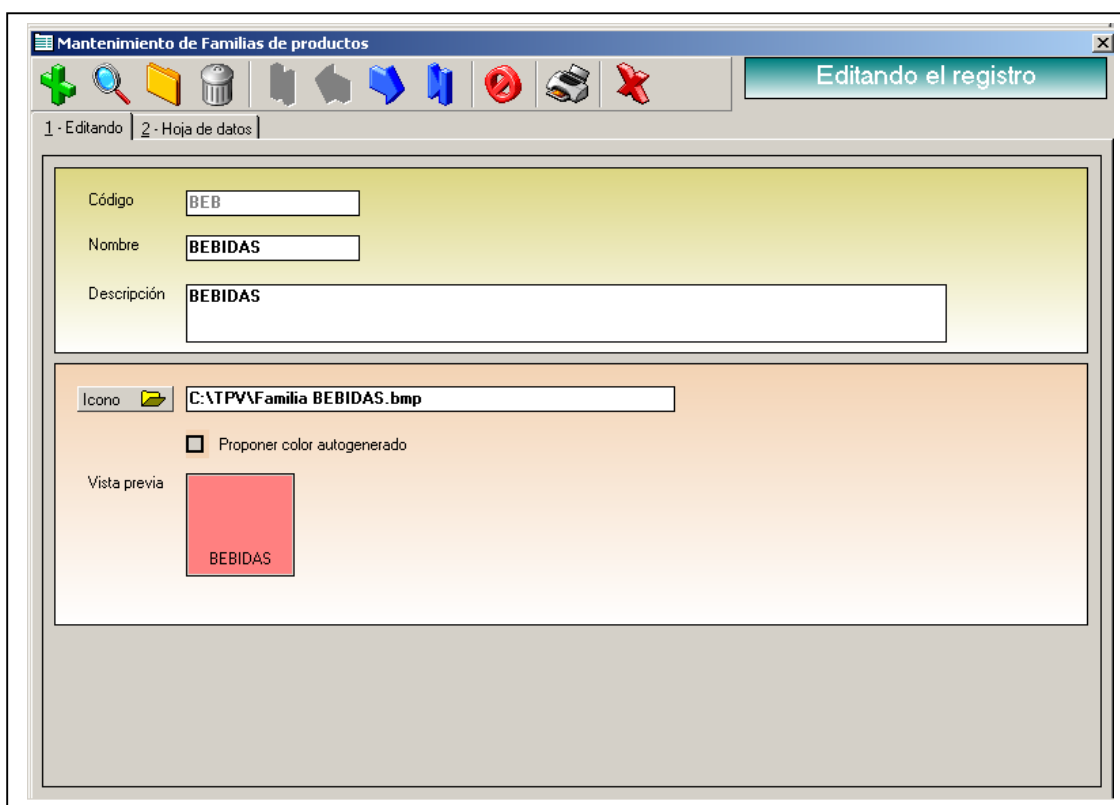 Mantenimiento de Familias de productos
Editando el registro
1 - Editando 2 - Hoja de datos
Código BEB
Nombre BEBIDAS
Descripción BEBIDAS
Icono C:\TPV\Familia BEBIDAS.bmp
Proponer color autogenerado
Vista previa
BEBIDAS